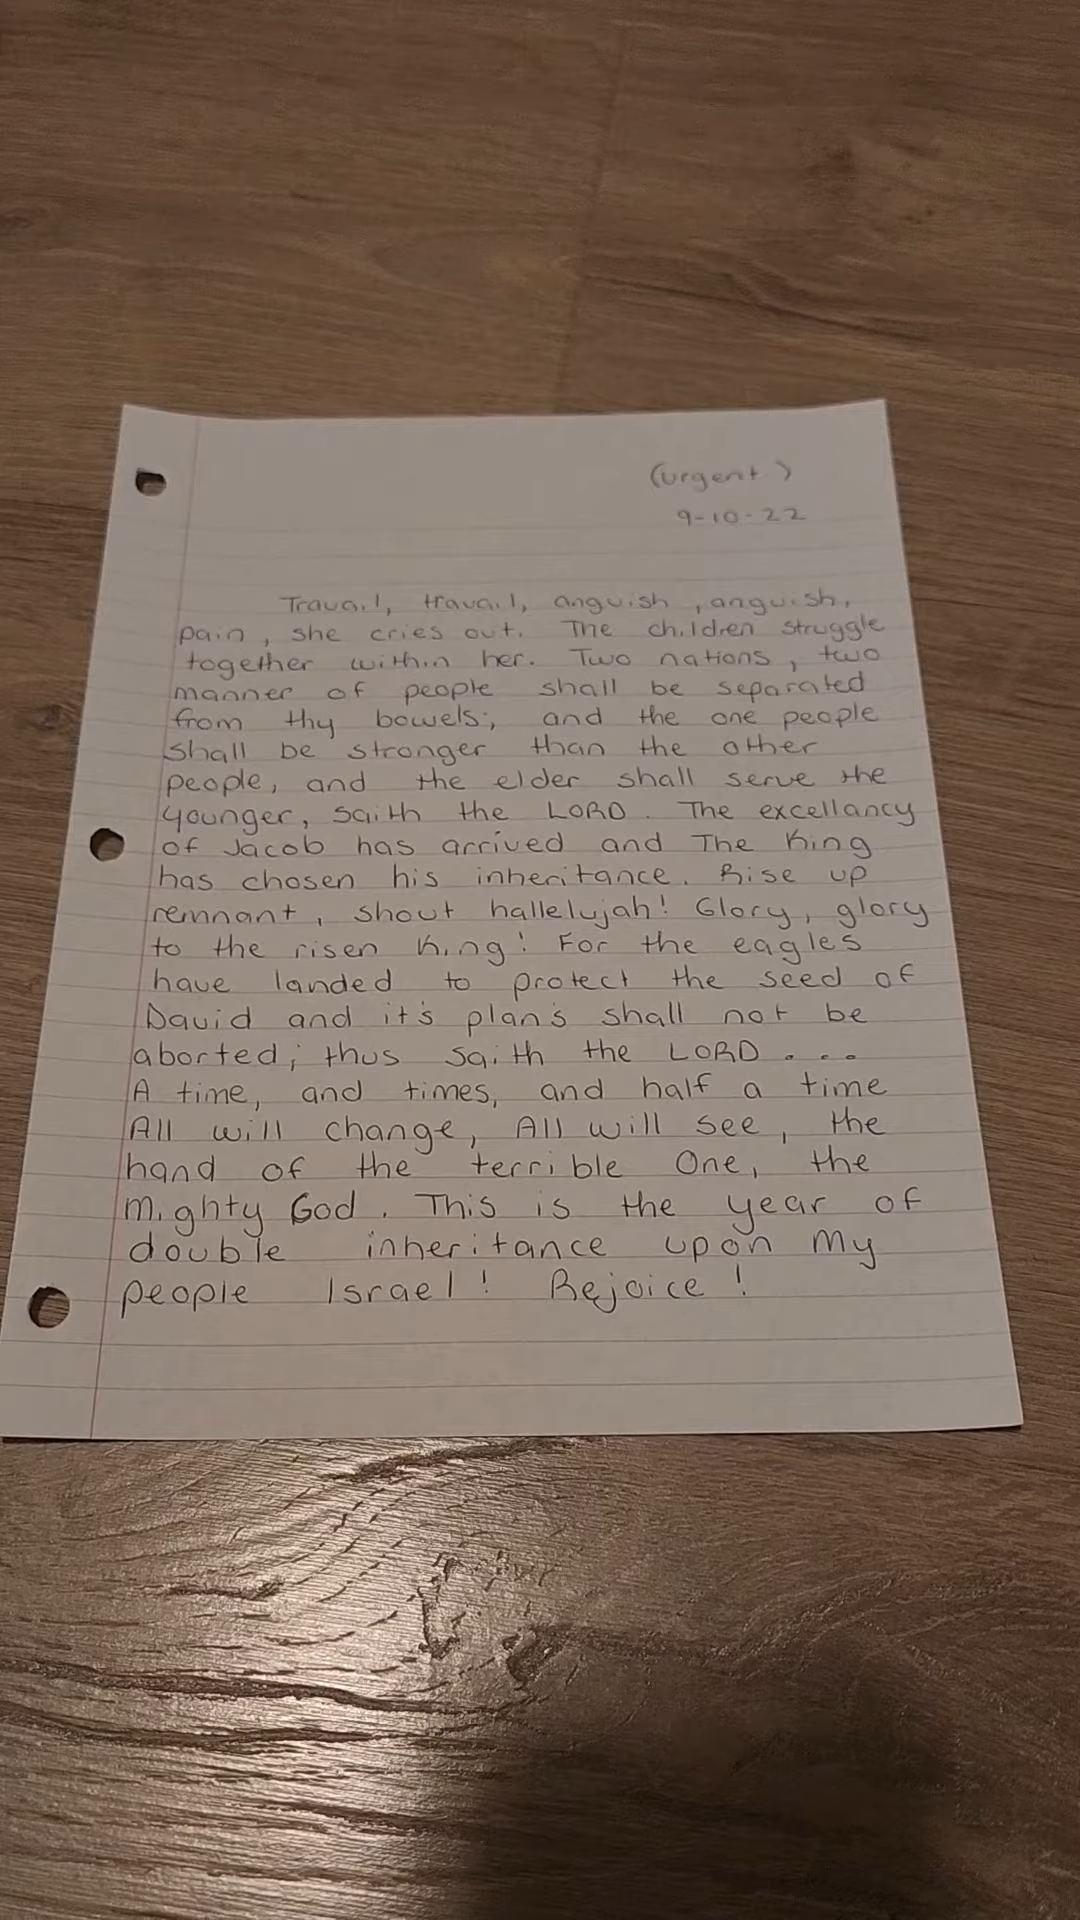 (urgent)
9-10-22
Travail, travail, anguish, anguish,
pain, she cries out. The children struggle
together within her. Two nations, two
manner of people shall be separated
from thy bowels; and the one people
shall be stronger than the other
people, and the elder shall serve the
younger, saith the LORD. The excellancy
of Jacob has arrived and The King
has chosen his inheritance. Rise up
remnant, shout hallelujah! Glory, glory
to the risen King! For the eagles
have landed to protect the seed of
David and it's plan's shall not be
aborted; thus saith the LORD....
A time, and times, and half a time
All will change, All will see, the
hand of the terrible One, the
mighty God. This is the year of
double inheritance upon My
people Israel! Rejoice!